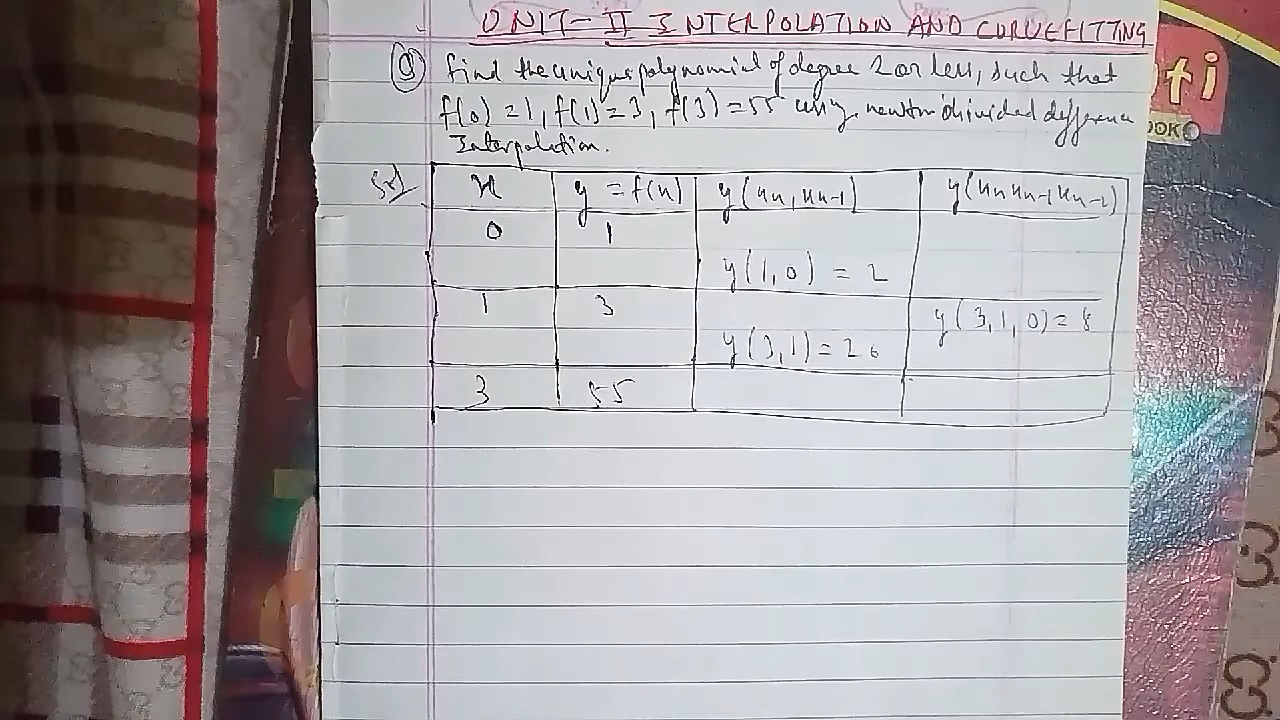 UNIT-II INTERPOLATION AND CURVEFITTING
Q) find the unique polynomial of degree 2 or less, such that
f(0) = 1, f(1) = 3, f(3) = 55 using newton divided difference
Interpolation.
Sol
x y = f(x) y(xn, xn-1) y(xn xn-1 xn-2)
0 1
y(1,0) = 2
1 3 y(3,1,0) = 8
y(3,1) = 26
3 55
ti
OOK